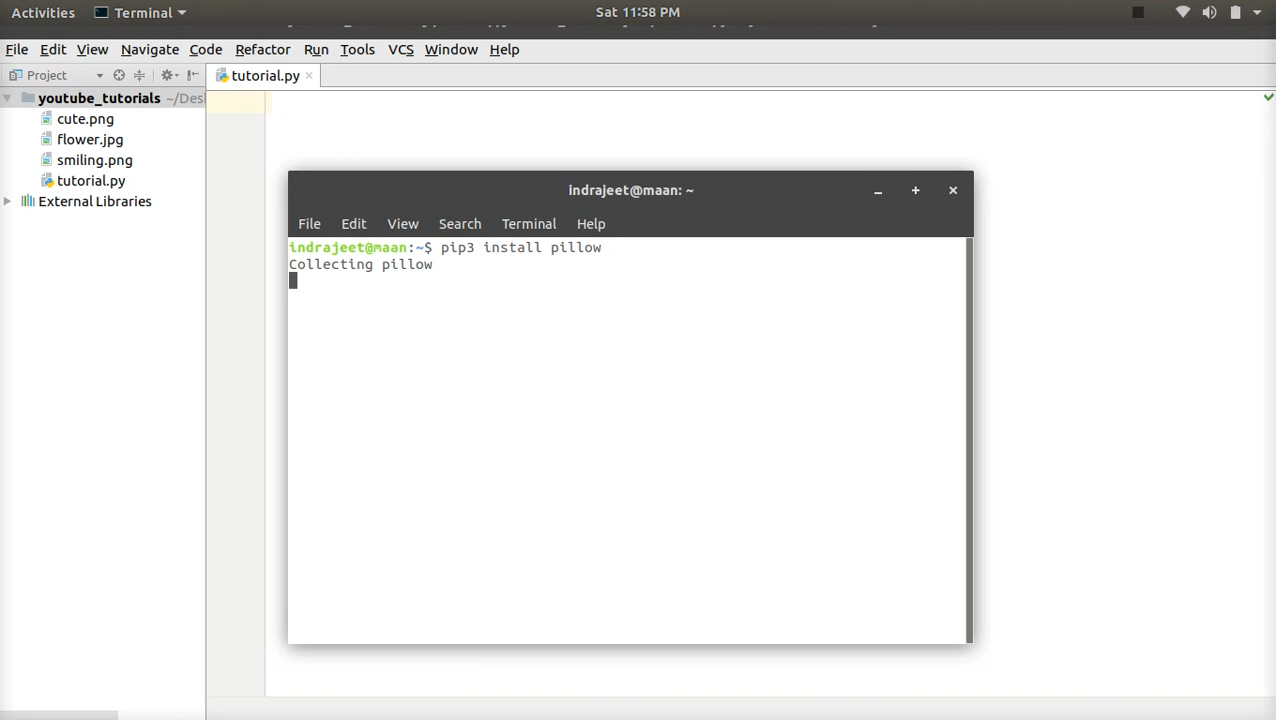 Activities Terminal Sat 11:58 PM
File Edit View Navigate Code Refactor Run Tools VCS Window Help
Project tutorial.py
youtube_tutorials ~/Des
cute.png
flower.jpg
smiling.png
tutorial.py
External Libraries
indrajeet@maan: ~
File Edit View Search Terminal Help
indrajeet@maan:~$ pip3 install pillow
Collecting pillow